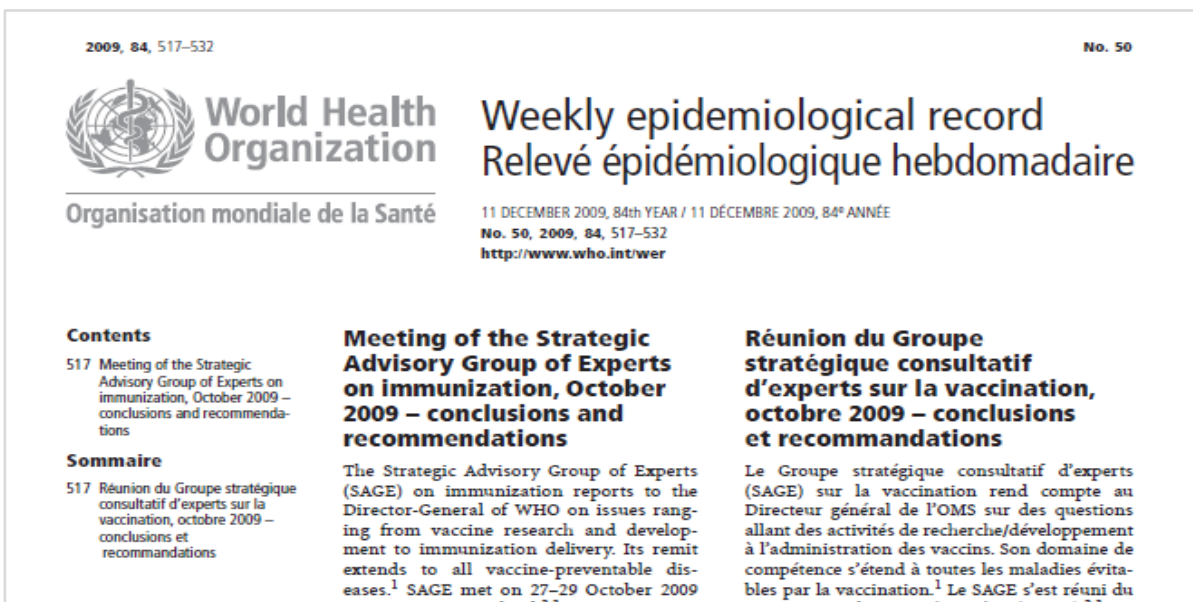 2009, 84, 517–532
No. 50
World Health
Organization
Organisation mondiale de la Santé
Weekly epidemiological record
Relevé épidémiologique hebdomadaire
11 DECEMBER 2009, 84th YEAR / 11 DÉCEMBRE 2009, 84e ANNÉE
No. 50, 2009, 84, 517–532
http://www.who.int/wer
Contents
517 Meeting of the Strategic
Advisory Group of Experts on
immunization, October 2009 –
conclusions and recommenda-
tions
Sommaire
517 Réunion du Groupe stratégique
consultatif d'experts sur la
vaccination, octobre 2009 –
conclusions et
recommandations
Meeting of the Strategic
Advisory Group of Experts
on immunization, October
2009 – conclusions and
recommendations
The Strategic Advisory Group of Experts
(SAGE) on immunization reports to the
Director-General of WHO on issues rang-
ing from vaccine research and develop-
ment to immunization delivery. Its remit
extends to all vaccine-preventable dis-
eases.1 SAGE met on 27–29 October 2009
Réunion du Groupe
stratégique consultatif
d'experts sur la vaccination,
octobre 2009 – conclusions
et recommandations
Le Groupe stratégique consultatif d'experts
(SAGE) sur la vaccination rend compte au
Directeur général de l'OMS sur des questions
allant des activités de recherche/développement
à l'administration des vaccins. Son domaine de
compétence s'étend à toutes les maladies évita-
bles par la vaccination.1 Le SAGE s'est réuni du